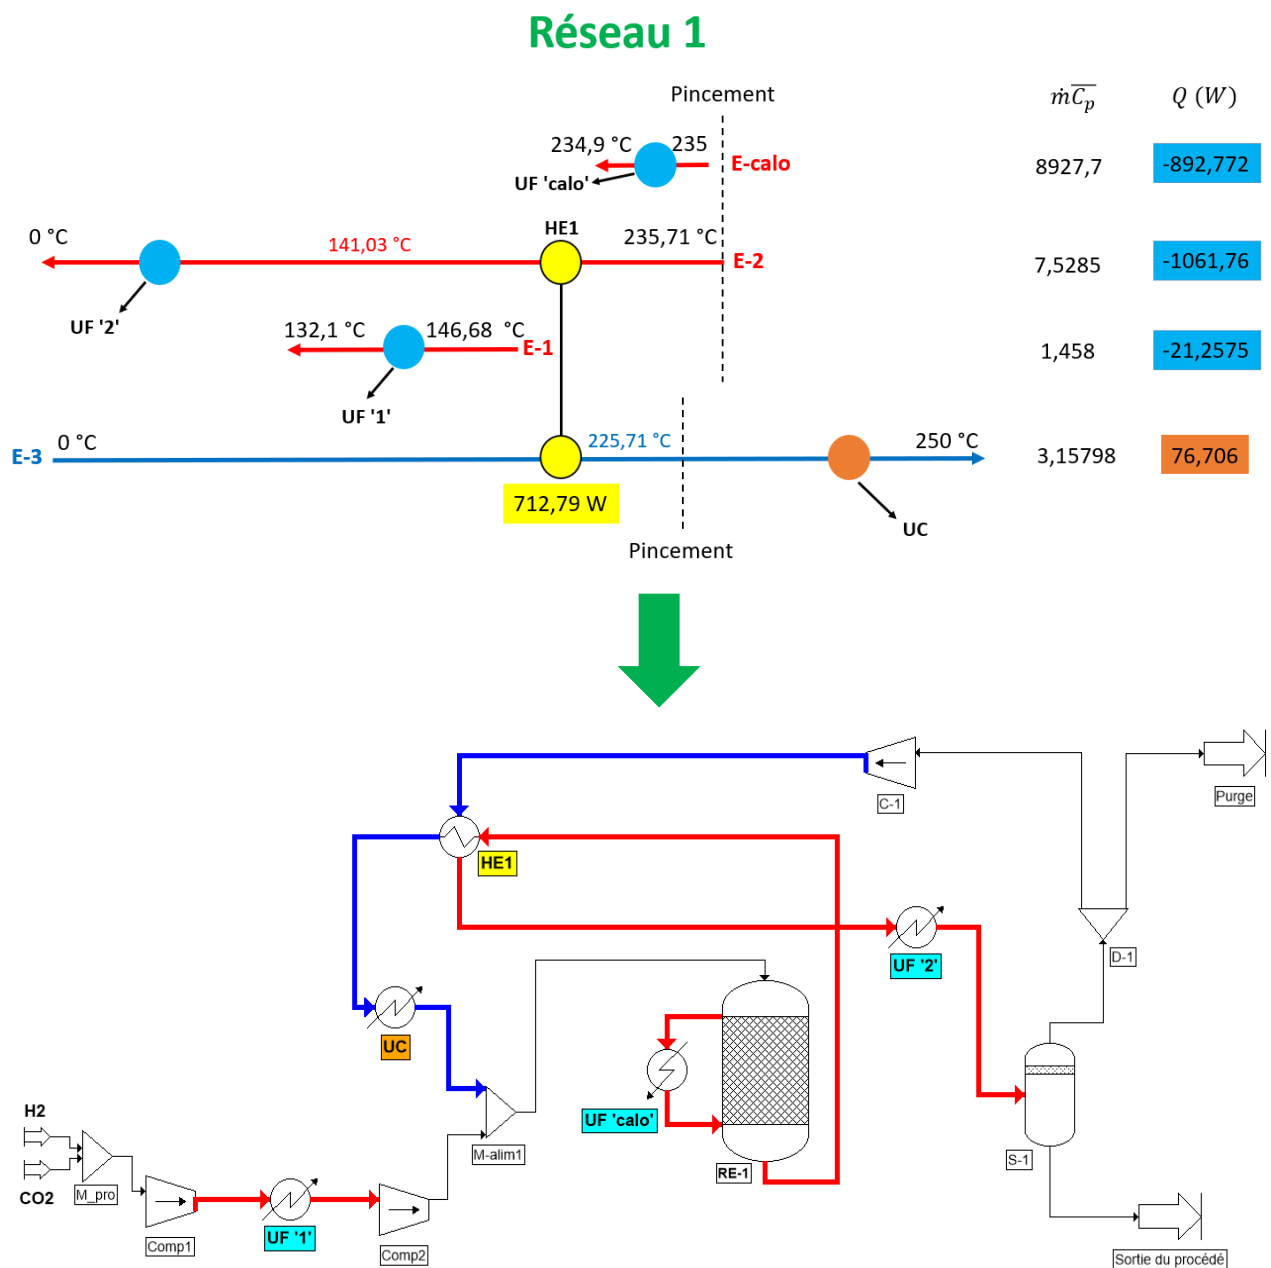 Réseau 1
Pincement
ṁC̅p̅
Q (W)
234,9 °C
235
E-calo
UF 'calo'
8927,7
-892,772
HE1
0 °C
141,03 °C
235,71 °C
E-2
UF '2'
7,5285
-1061,76
132,1 °C
146,68 °C
E-1
UF '1'
1,458
-21,2575
E-3
0 °C
225,71 °C
250 °C
3,15798
76,706
712,79 W
UC
Pincement
C-1
Purge
HE1
UF '2'
D-1
UC
UF 'calo'
H2
M-alim1
S-1
RE-1
CO2
M_pro
UF '1'
Comp1
Comp2
Sortie du procédé